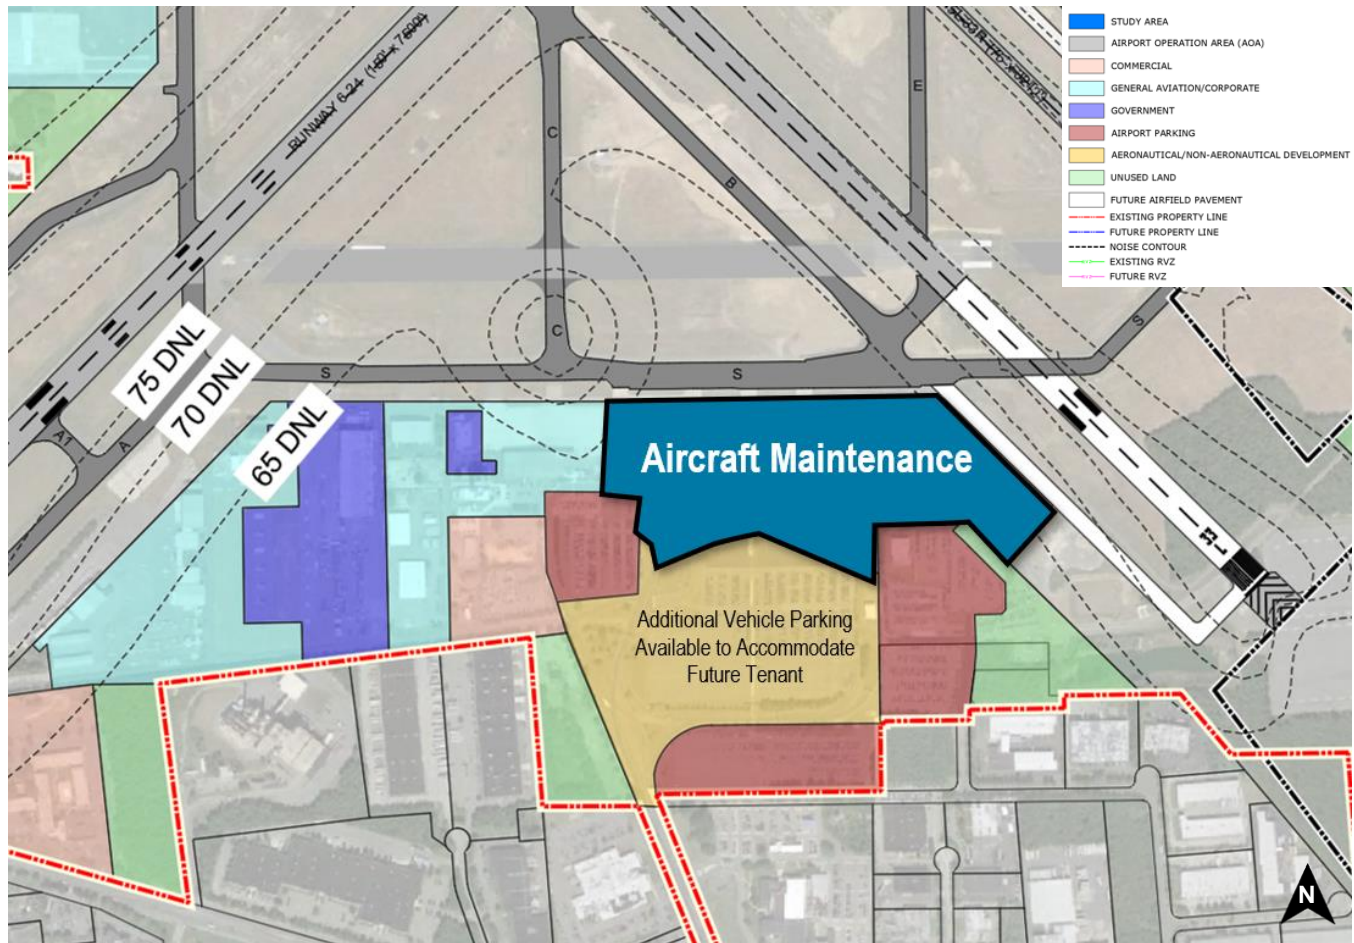 STUDY AREA
AIRPORT OPERATION AREA (AOA)
COMMERCIAL
GENERAL AVIATION/CORPORATE
GOVERNMENT
AIRPORT PARKING
AERONAUTICAL/NON-AERONAUTICAL DEVELOPMENT
UNUSED LAND
FUTURE AIRFIELD PAVEMENT
EXISTING PROPERTY LINE
FUTURE PROPERTY LINE
NOISE CONTOUR
EXISTING RVZ
FUTURE RVZ
RUNWAY 6-24
C
E
B
S
C
S
S
75 DNL
70 DNL
65 DNL
A1
A
Aircraft Maintenance
Additional Vehicle Parking
Available to Accommodate
Future Tenant
N